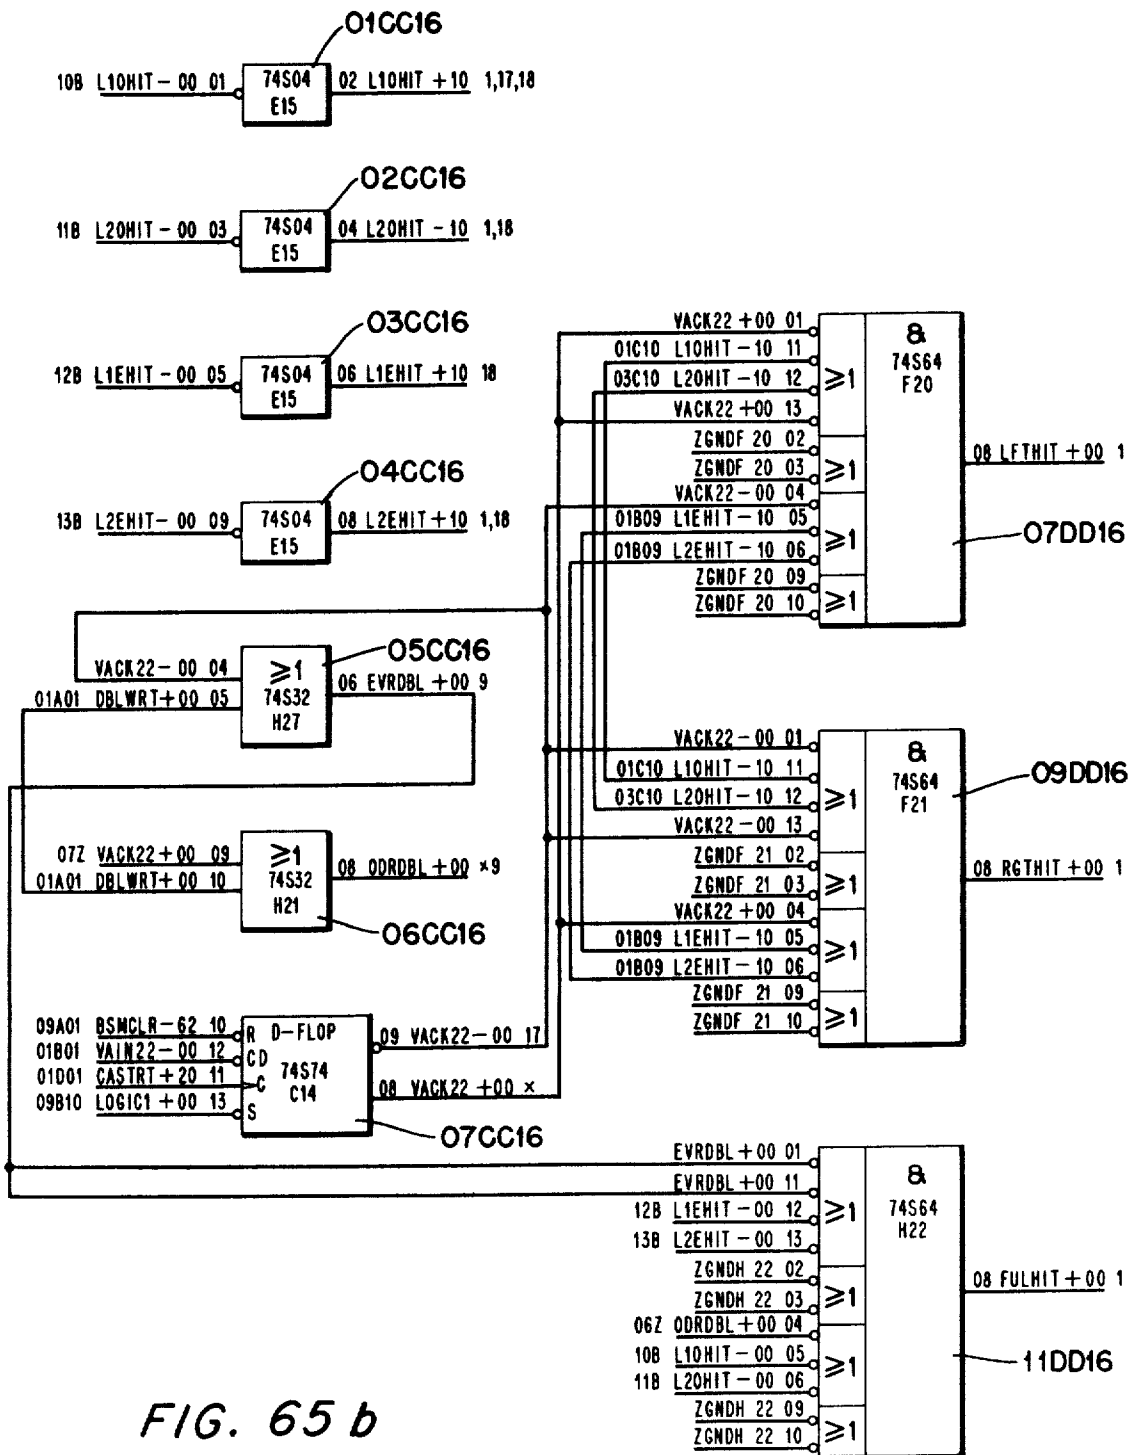 01CC16
10B L1OHIT-00 01
74S04
E15
02 L1OHIT+10 1,17,18
02CC16
11B L2OHIT-00 03
74S04
E15
04 L2OHIT-10 1,18
03CC16
12B L1EHIT-00 05
74S04
E15
06 L1EHIT+10 18
04CC16
13B L2EHIT-00 09
74S04
E15
08 L2EHIT+10 1,18
05CC16
VACK22-00 04
01A01 DBLWRT+00 05
≥1
74S32
H27
06 EVRDBL+00 9
07Z VACK22+00 09
01A01 DBLWRT+00 10
≥1
74S32
H21
08 ODRDBL+00 ×9
06CC16
09A01 BSMCLR-62 10
01B01 VAIN22-00 12
01D01 CASTRT+20 11
09B10 LOGIC1+00 13
R D-FLOP
CD
74S74
C
C14
S
09 VACK22-00 17
08 VACK22+00 ×
07CC16
VACK22+00 01
01C10 L1OHIT-10 11
03C10 L2OHIT-10 12
VACK22+00 13
ZGNDF 20 02
ZGNDF 20 03
VACK22-00 04
01B09 L1EHIT-10 05
01B09 L2EHIT-10 06
ZGNDF 20 09
ZGNDF 20 10
≥1
≥1
≥1
≥1
&
74S64
F20
08 LFTHIT+00 1
07DD16
VACK22-00 01
01C10 L1OHIT-10 11
03C10 L2OHIT-10 12
VACK22-00 13
ZGNDF 21 02
ZGNDF 21 03
VACK22+00 04
01B09 L1EHIT-10 05
01B09 L2EHIT-10 06
ZGNDF 21 09
ZGNDF 21 10
≥1
≥1
≥1
≥1
&
74S64
F21
09DD16
08 RGTHIT+00 1
EVRDBL+00 01
EVRDBL+00 11
12B L1EHIT-00 12
13B L2EHIT-00 13
ZGNDH 22 02
ZGNDH 22 03
06Z ODRDBL+00 04
10B L1OHIT-00 05
11B L2OHIT-00 06
ZGNDH 22 09
ZGNDH 22 10
≥1
≥1
≥1
≥1
&
74S64
H22
08 FULHIT+00 1
11DD16
FIG. 65b